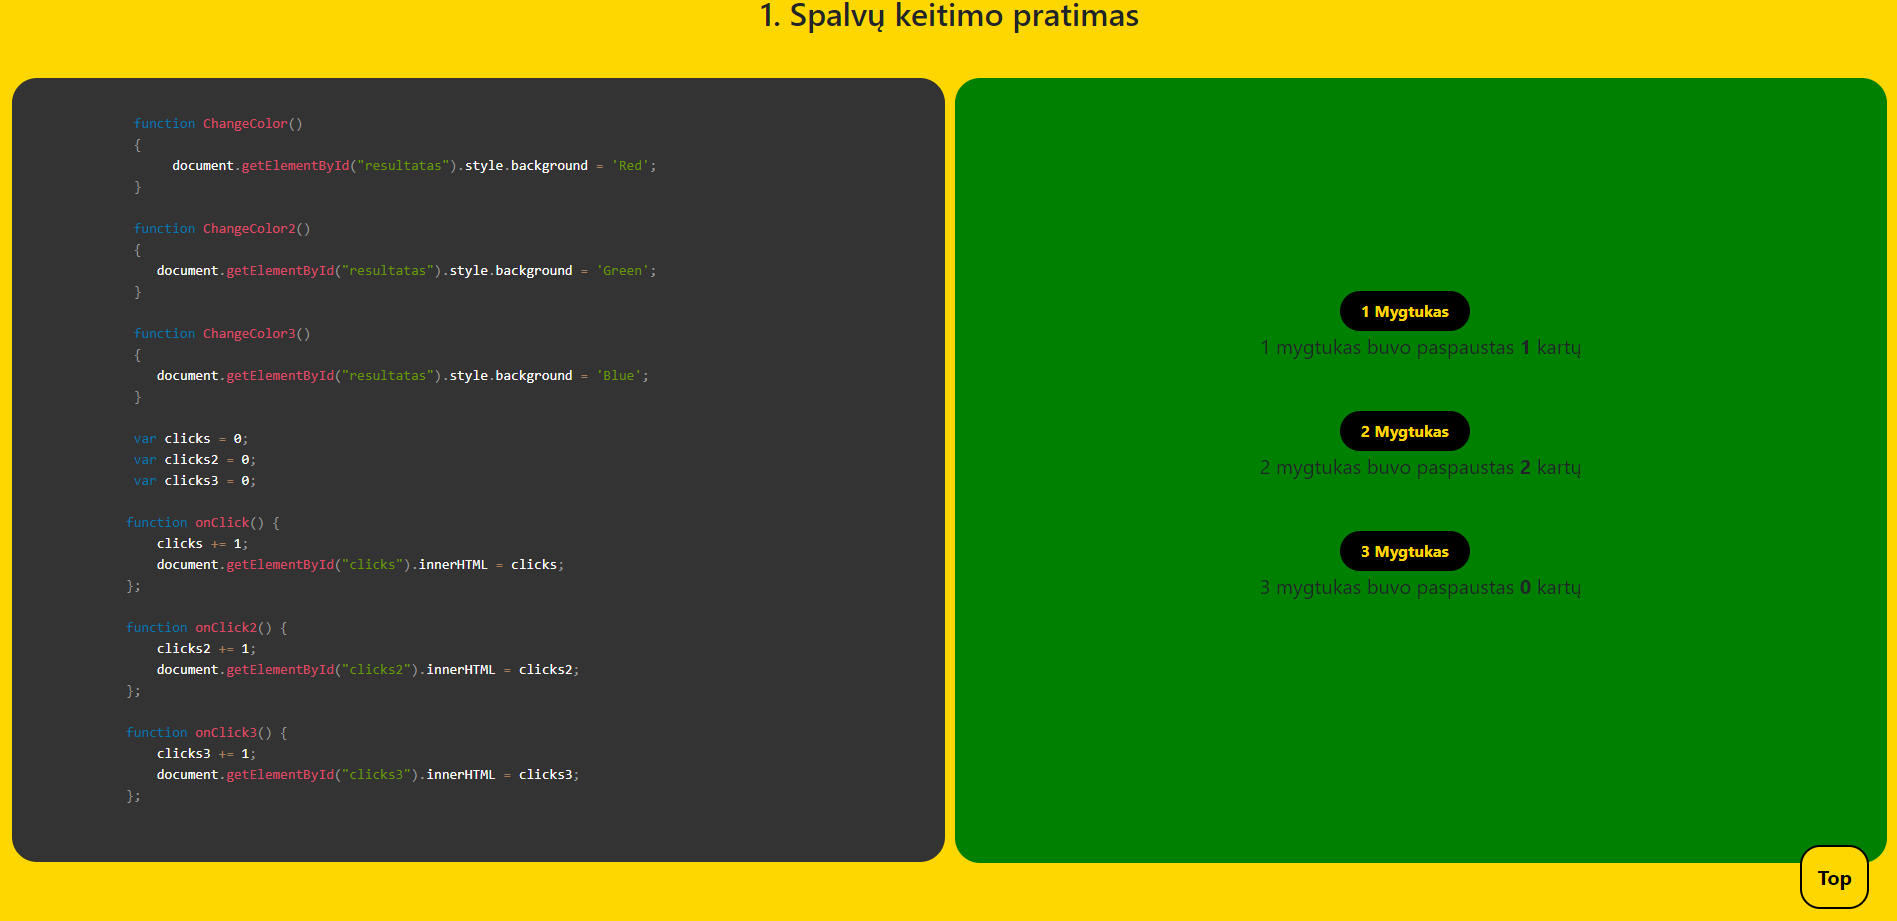 1. Spalvų keitimo pratimas
function ChangeColor()
{
document.getElementById("resultatas").style.background = 'Red';
}
function ChangeColor2()
{
document.getElementById("resultatas").style.background = 'Green';
}
function ChangeColor3()
{
document.getElementById("resultatas").style.background = 'Blue';
}
var clicks = 0;
var clicks2 = 0;
var clicks3 = 0;
function onClick() {
clicks += 1;
document.getElementById("clicks").innerHTML = clicks;
};
function onClick2() {
clicks2 += 1;
document.getElementById("clicks2").innerHTML = clicks2;
};
function onClick3() {
clicks3 += 1;
document.getElementById("clicks3").innerHTML = clicks3;
};
1 Mygtukas
1 mygtukas buvo paspaustas 1 kartų
2 Mygtukas
2 mygtukas buvo paspaustas 2 kartų
3 Mygtukas
3 mygtukas buvo paspaustas 0 kartų
Top